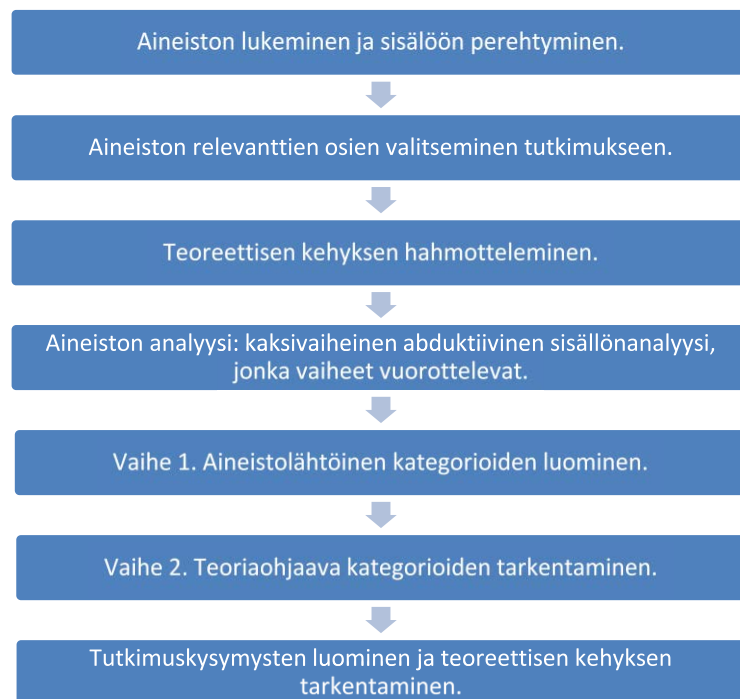 Aineiston lukeminen ja sisälöön perehtyminen.
Aineiston relevanttien osien valitseminen tutkimukseen.
Teoreettisen kehyksen hahmotteleminen.
Aineiston analyysi: kaksivaiheinen abduktiivinen sisällönanalyysi,
jonka vaiheet vuorottelevat.
Vaihe 1. Aineistolähtöinen kategorioiden luominen.
Vaihe 2. Teoriaohjaava kategorioiden tarkentaminen.
Tutkimuskysymysten luominen ja teoreettisen kehyksen
tarkentaminen.